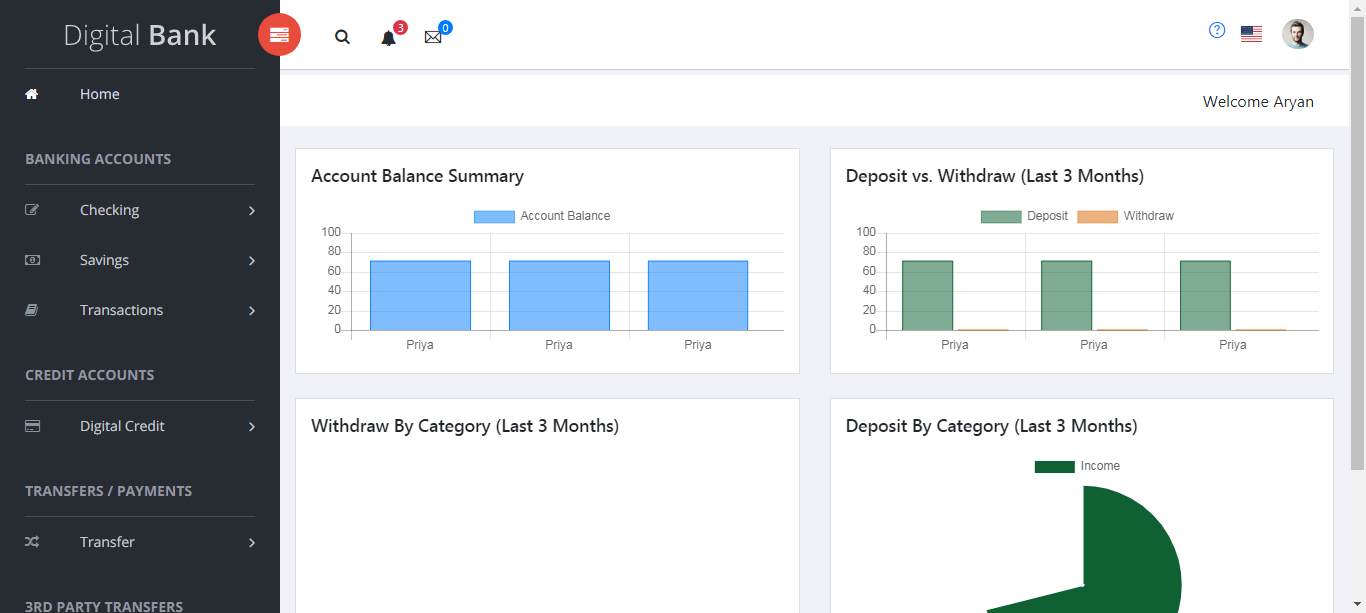 Digital Bank
3
0
Home
Welcome Aryan
BANKING ACCOUNTS
Checking
Savings
Transactions
CREDIT ACCOUNTS
Digital Credit
TRANSFERS / PAYMENTS
Transfer
3RD PARTY TRANSFERS
Account Balance Summary
Account Balance
100
80
60
40
20
0
Priya Priya Priya
Deposit vs. Withdraw (Last 3 Months)
Deposit Withdraw
100
80
60
40
20
0
Priya Priya Priya
Withdraw By Category (Last 3 Months)
Deposit By Category (Last 3 Months)
Income